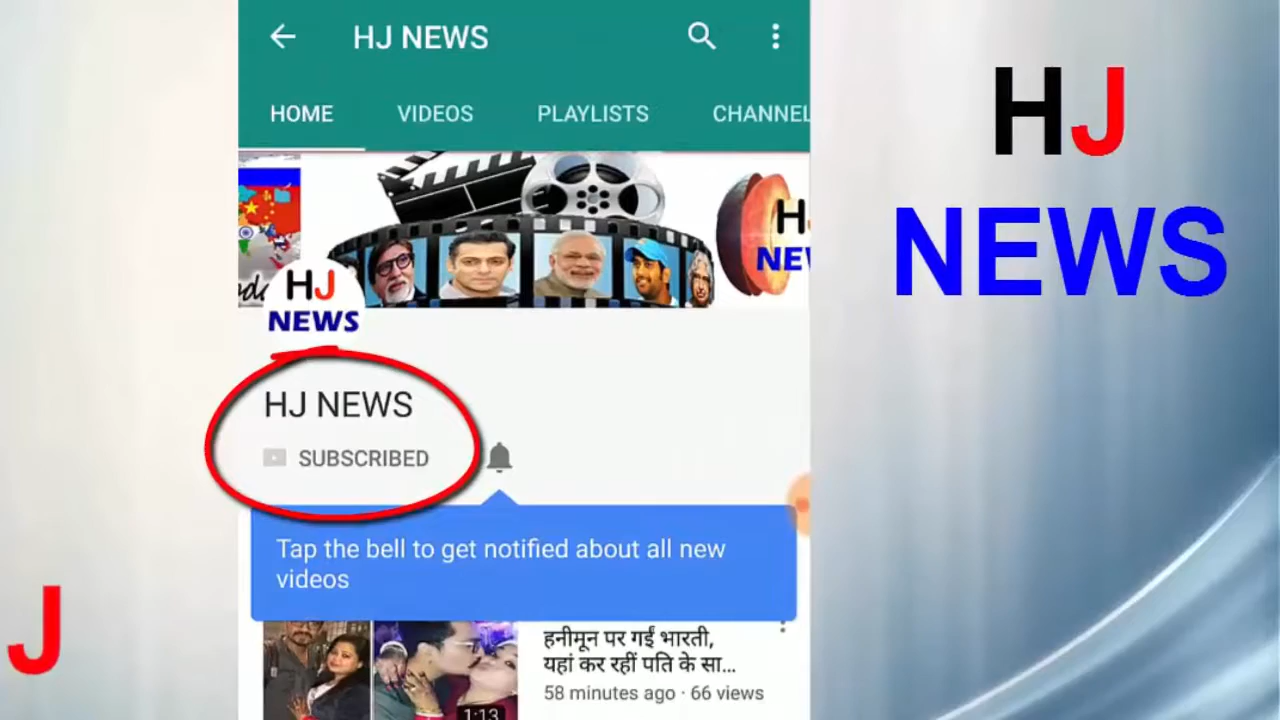 HJ NEWS
HOME VIDEOS PLAYLISTS CHANNEL
HJ
NEWS
H
NEW
HJ
NEWS
HJ NEWS
SUBSCRIBED
Tap the bell to get notified about all new
videos
हनीमून पर गईं भारती,
यहां कर रहीं पति के सा...
58 minutes ago · 66 views
1:13
J